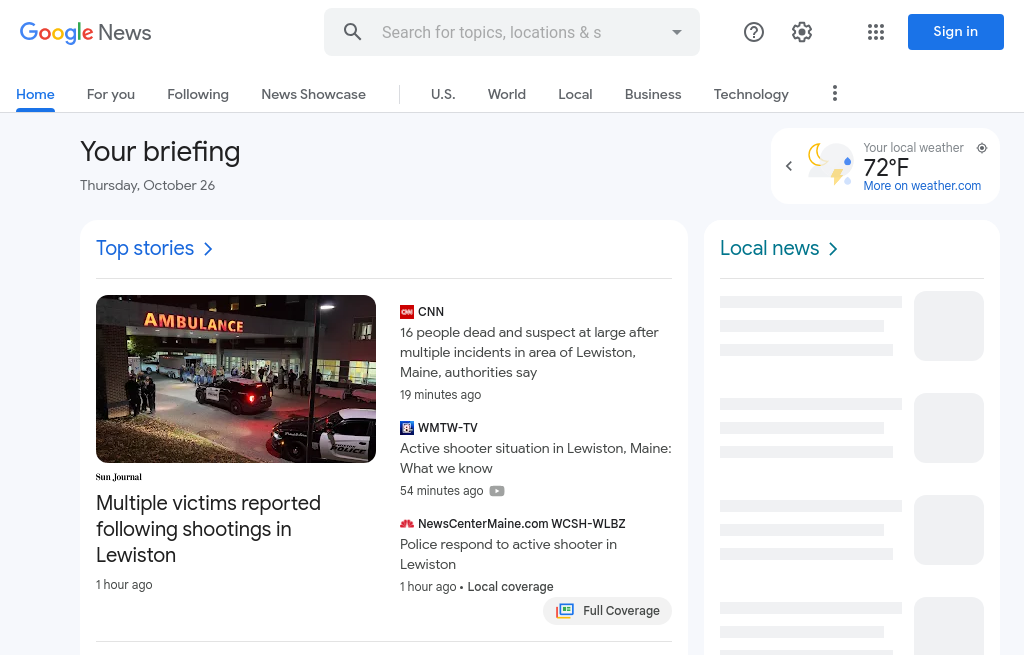 Google News
Search for topics, locations & s
Sign in
Home
For you
Following
News Showcase
U.S.
World
Local
Business
Technology
Your briefing
Thursday, October 26
Your local weather
72°F
More on weather.com
Top stories
AMBULANCE
POLICE
Sun Journal
Multiple victims reported
following shootings in
Lewiston
1 hour ago
CNN
CNN
16 people dead and suspect at large after
multiple incidents in area of Lewiston,
Maine, authorities say
19 minutes ago
WMTW-TV
Active shooter situation in Lewiston, Maine:
What we know
54 minutes ago
NewsCenterMaine.com WCSH-WLBZ
Police respond to active shooter in
Lewiston
1 hour ago • Local coverage
Full Coverage
Local news